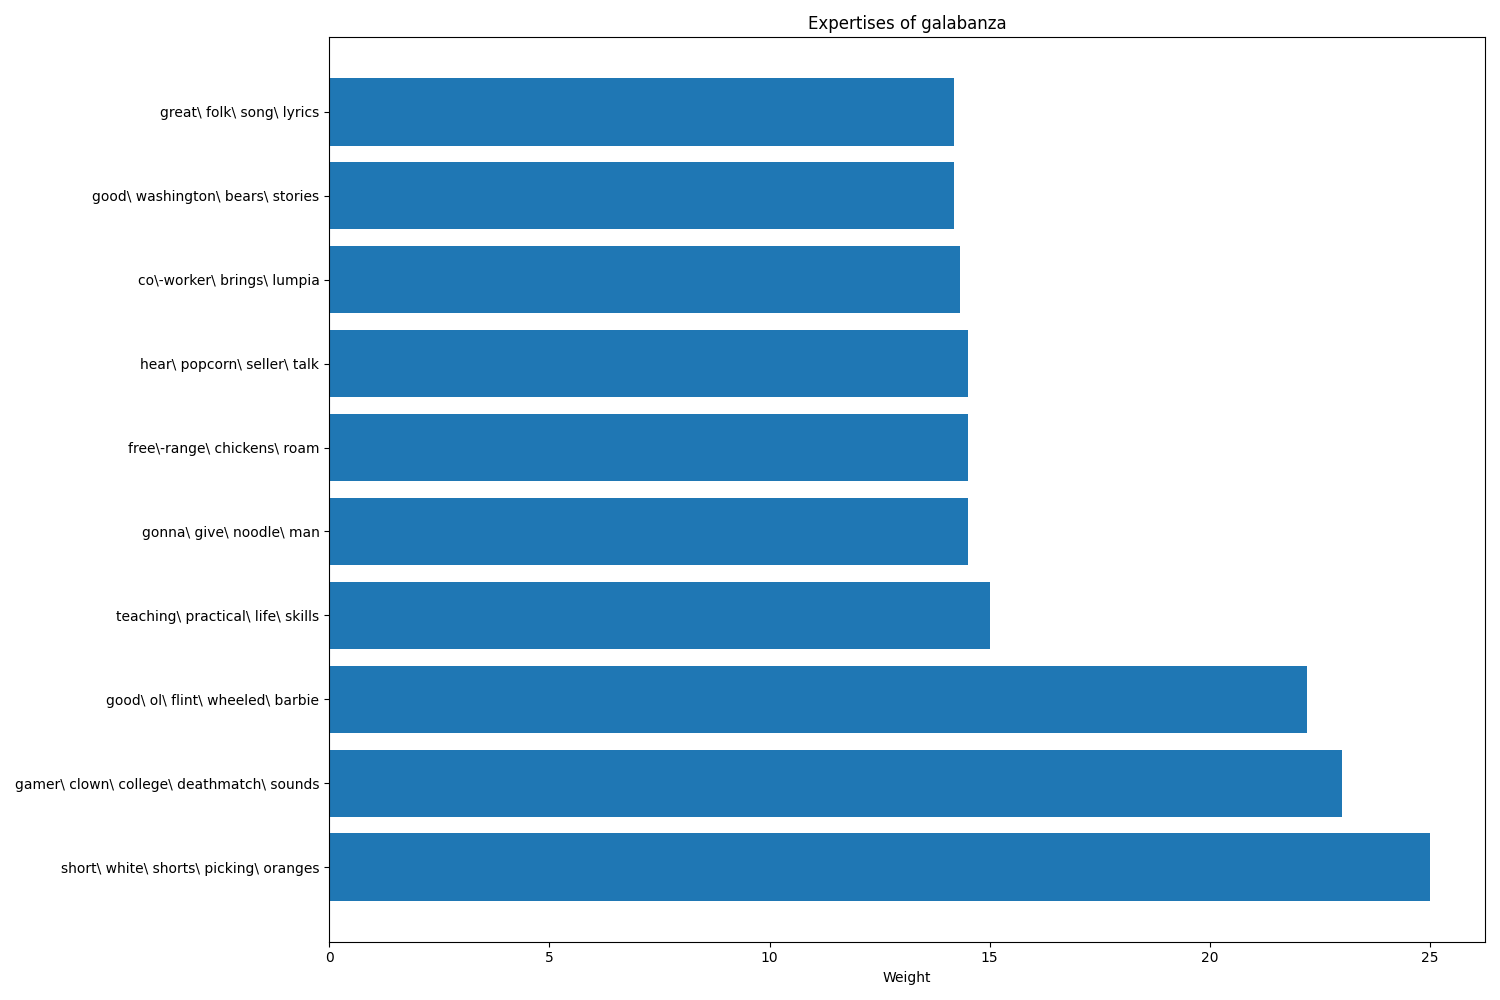 Expertises of galabanza
great\ folk\ song\ lyrics
good\ washington\ bears\ stories
co\-worker\ brings\ lumpia
hear\ popcorn\ seller\ talk
free\-range\ chickens\ roam
gonna\ give\ noodle\ man
teaching\ practical\ life\ skills
good\ ol\ flint\ wheeled\ barbie
gamer\ clown\ college\ deathmatch\ sounds
short\ white\ shorts\ picking\ oranges
0 5 10 15 20 25
Weight